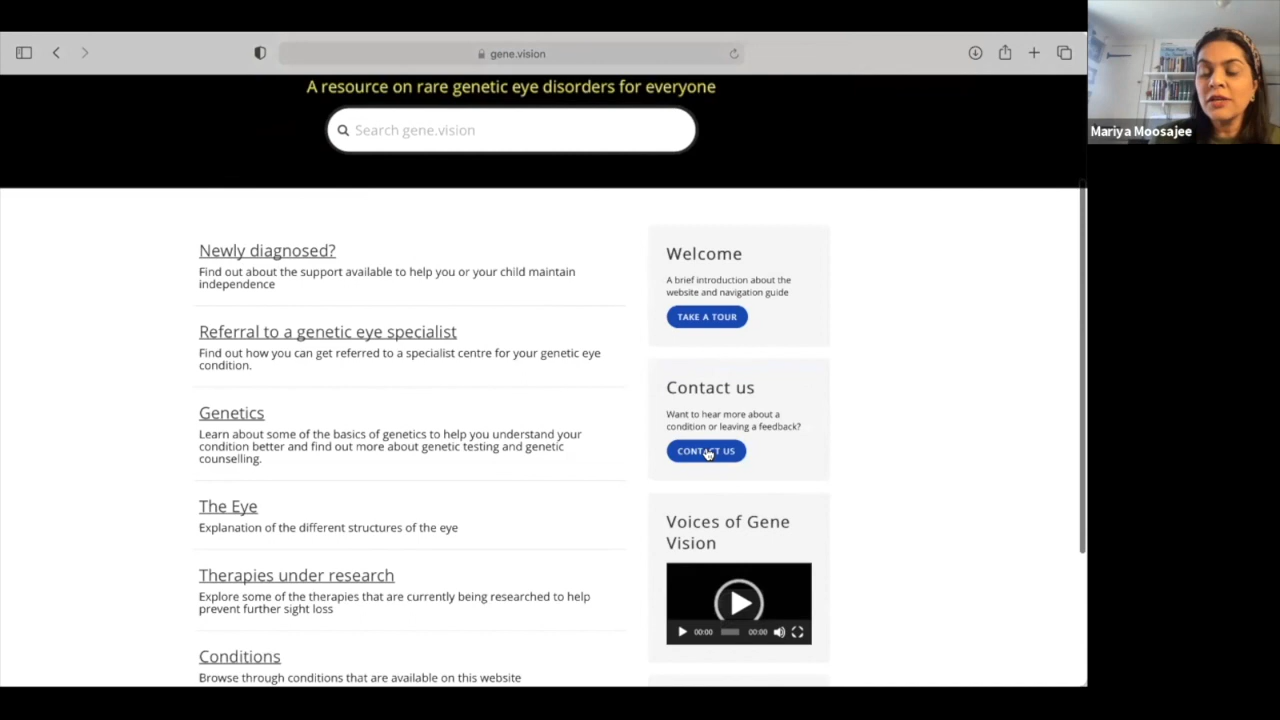 gene.vision
Mariya Moosajee
A resource on rare genetic eye disorders for everyone
Search gene.vision
Newly diagnosed?
Find out about the support available to help you or your child maintain
independence
Referral to a genetic eye specialist
Find out how you can get referred to a specialist centre for your genetic eye
condition.
Genetics
Learn about some of the basics of genetics to help you understand your
condition better and find out more about genetic testing and genetic
counselling.
The Eye
Explanation of the different structures of the eye
Therapies under research
Explore some of the therapies that are currently being researched to help
prevent further sight loss
Conditions
Browse through conditions that are available on this website
Welcome
A brief introduction about the
website and navigation guide
TAKE A TOUR
Contact us
Want to hear more about a
condition or leaving a feedback?
CONTACT US
Voices of Gene
Vision
00:00 00:00